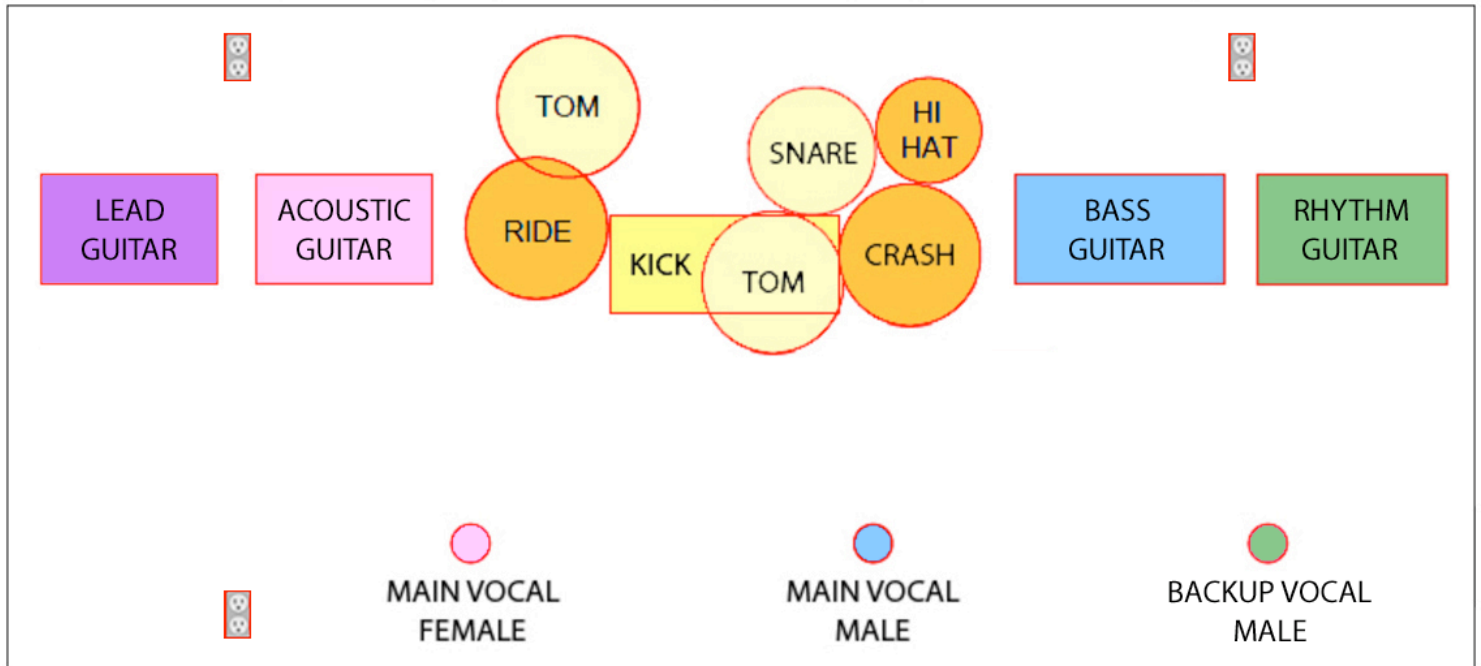 TOM
SNARE
HI
HAT
LEAD
GUITAR
ACOUSTIC
GUITAR
RIDE
KICK
TOM
CRASH
BASS
GUITAR
RHYTHM
GUITAR
MAIN VOCAL
FEMALE
MAIN VOCAL
MALE
BACKUP VOCAL
MALE